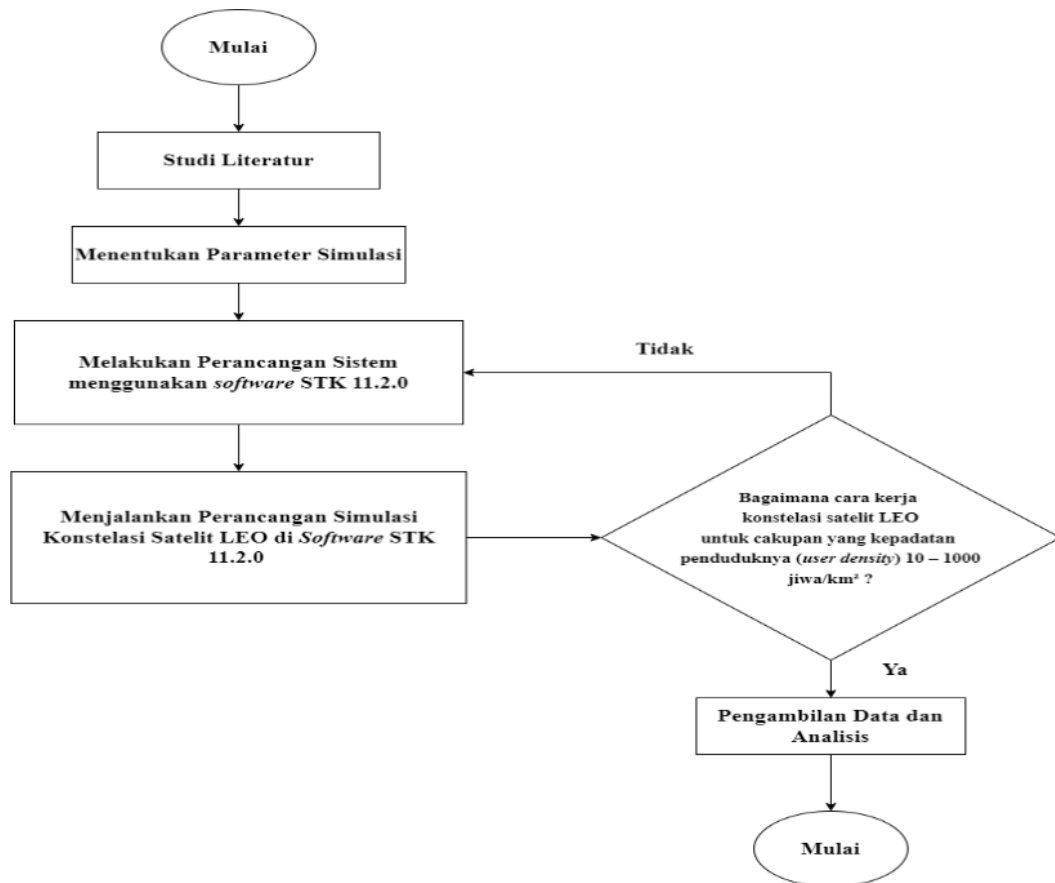 Mulai
Studi Literatur
Menentukan Parameter Simulasi
Melakukan Perancangan Sistem
menggunakan software STK 11.2.0
Tidak
Menjalankan Perancangan Simulasi
Konstelasi Satelit LEO di Software STK
11.2.0
Bagaimana cara kerja
konstelasi satelit LEO
untuk cakupan yang kepadatan
penduduknya (user density) 10 – 1000
jiwa/km² ?
Ya
Pengambilan Data dan
Analisis
Mulai